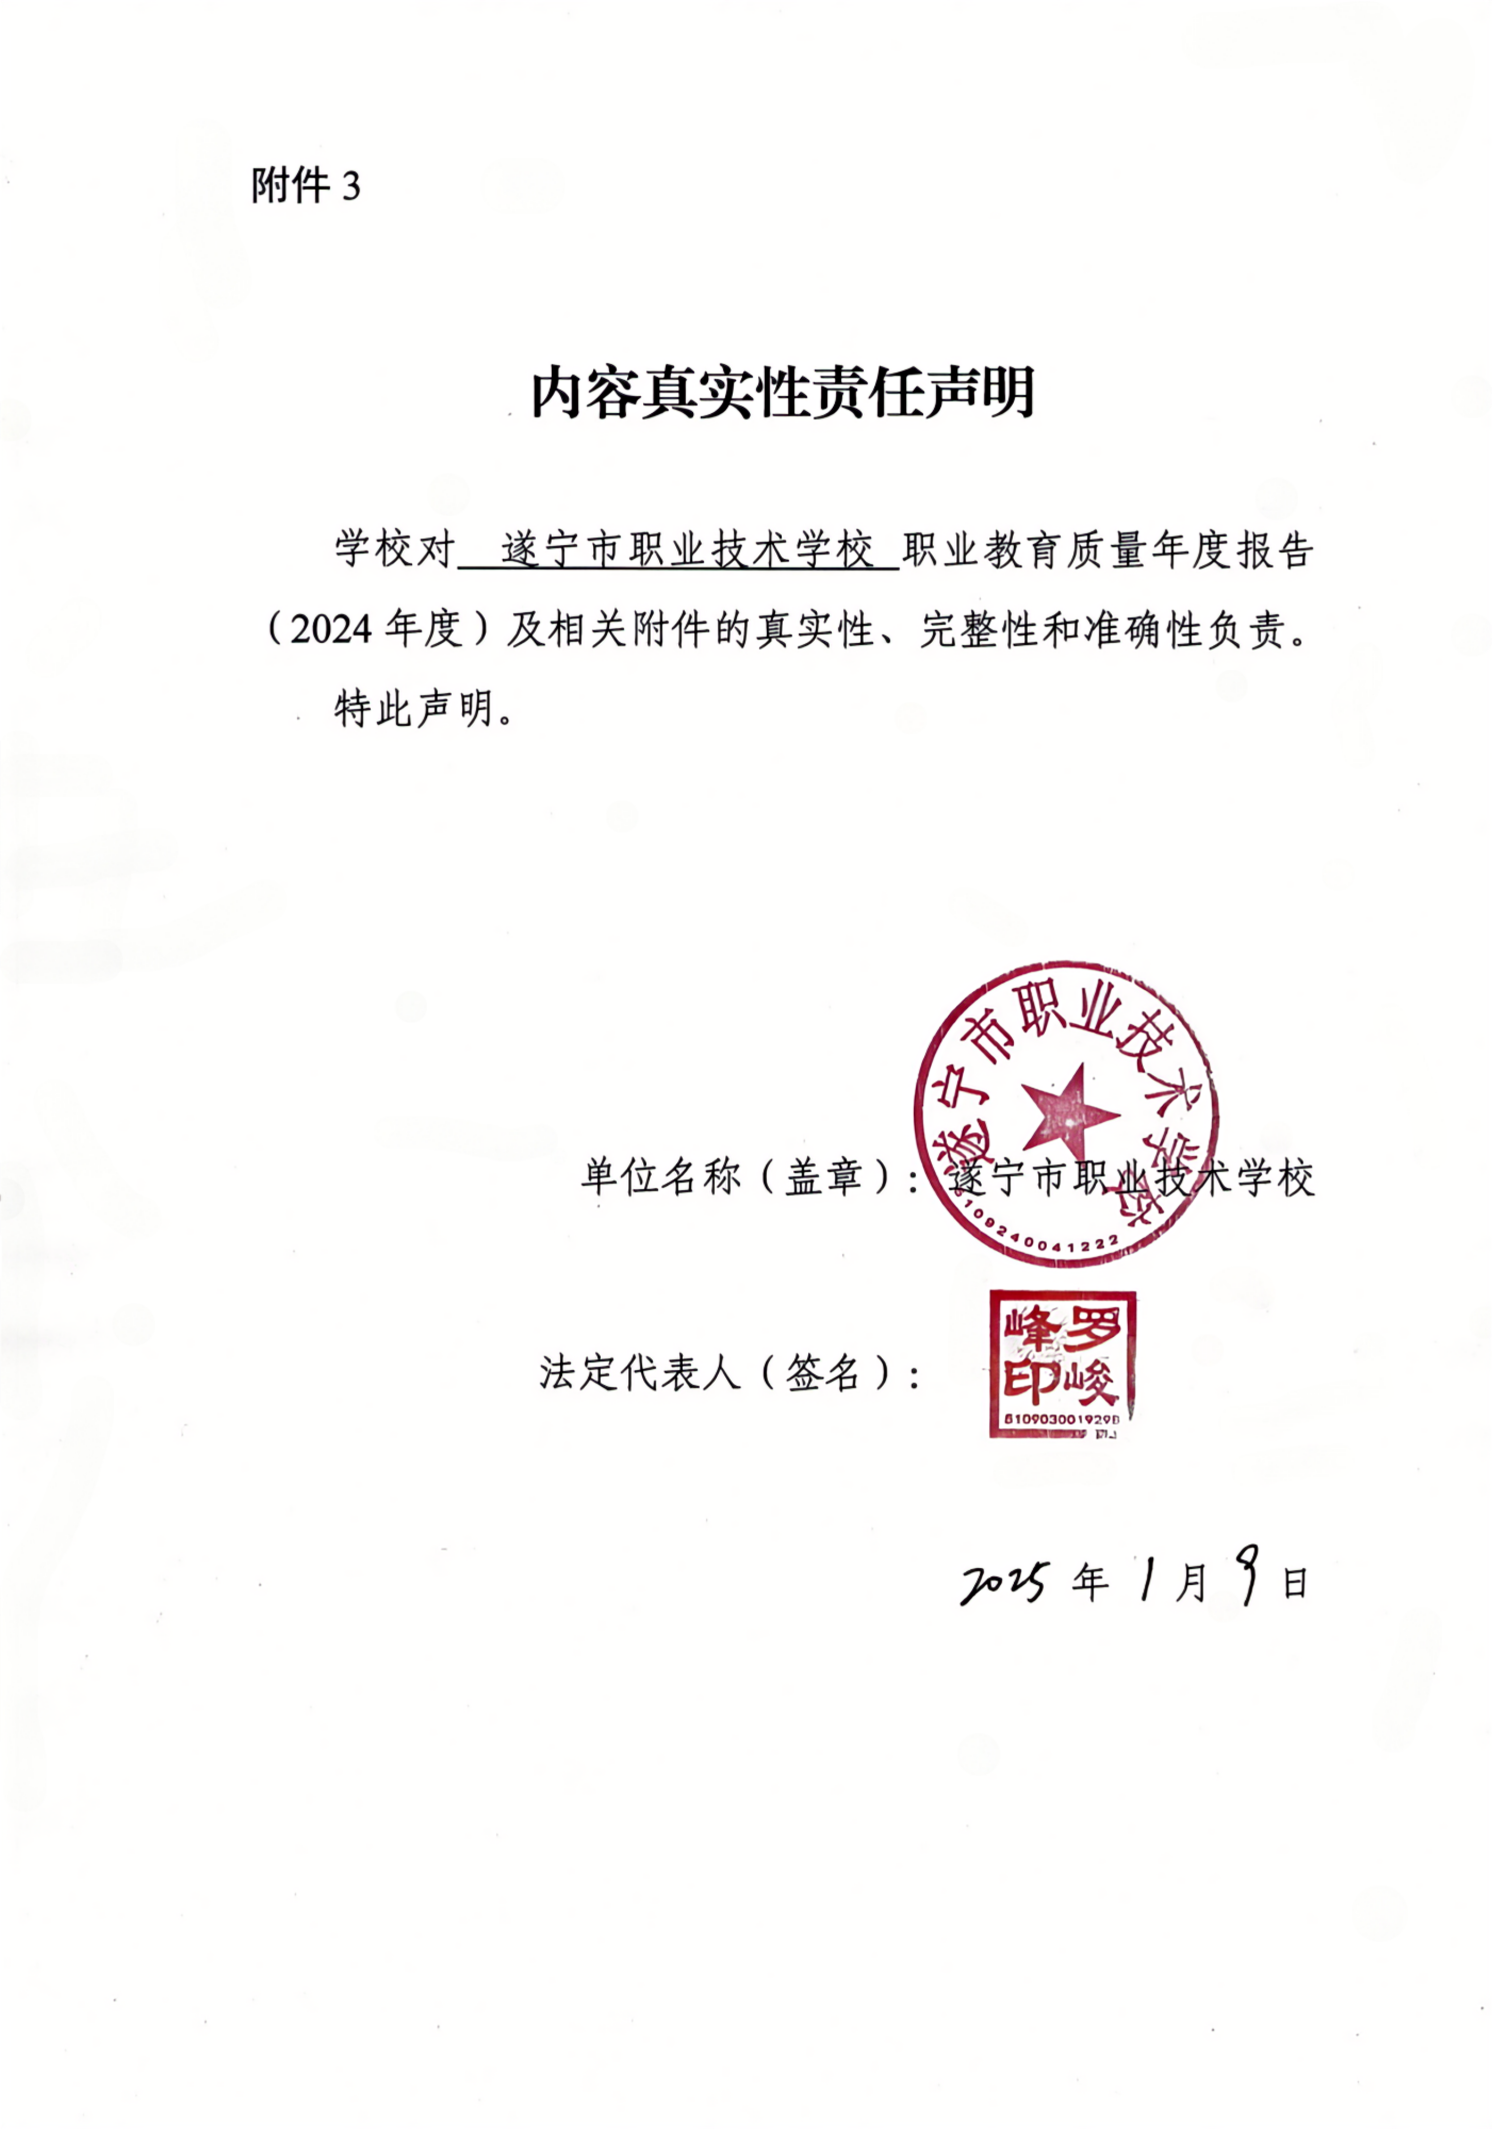 附件 3
内容真实性责任声明
学校对 遂宁市职业技术学校 职业教育质量年度报告
（2024 年度）及相关附件的真实性、完整性和准确性负责。
特此声明。
遂宁市职业技术学校
单位名称（盖章）：遂宁市职业技术学校
5109240041222
法定代表人（签名）：
罗峻峰印
5109030019298
2025 年 1 月 9 日